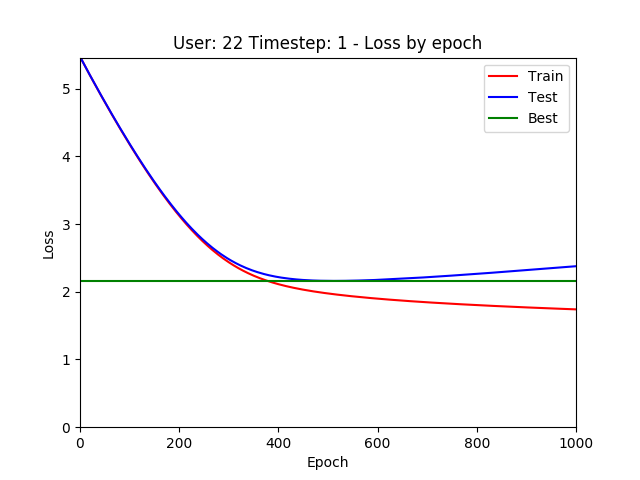 User: 22 Timestep: 1 - Loss by epoch
Train
Test
Best
5
4
3
2
1
0
Loss
0 200 400 600 800 1000
Epoch